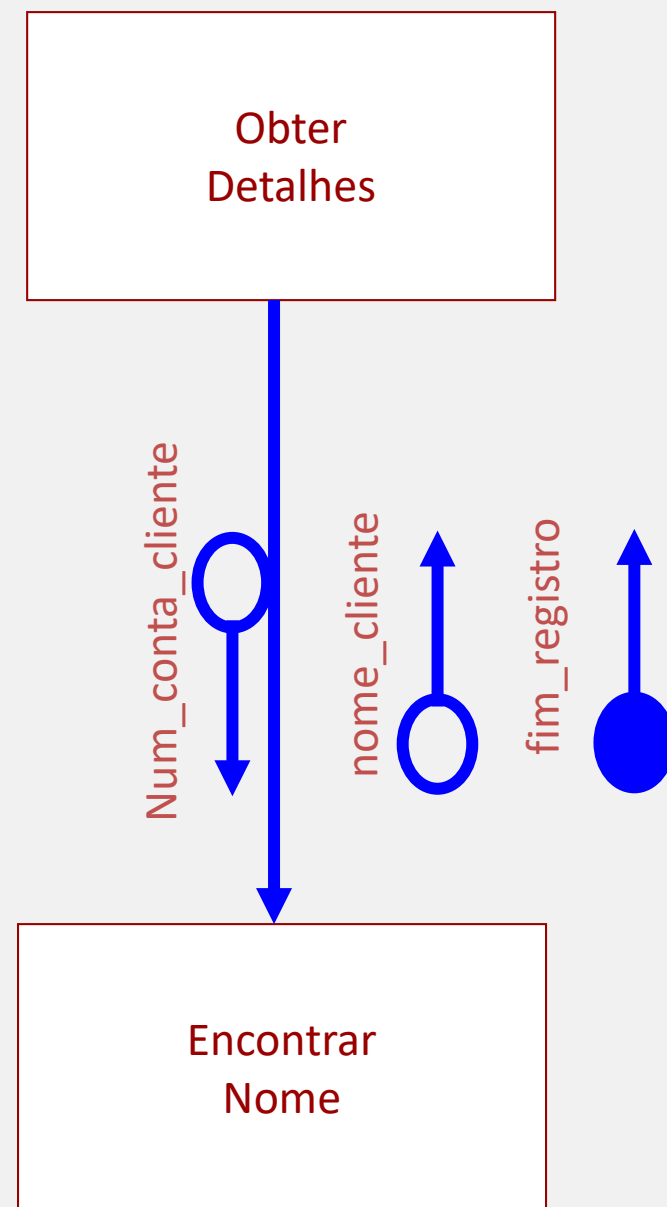 Obter
Detalhes
Num_conta_cliente
nome_cliente
fim_registro
Encontrar
Nome